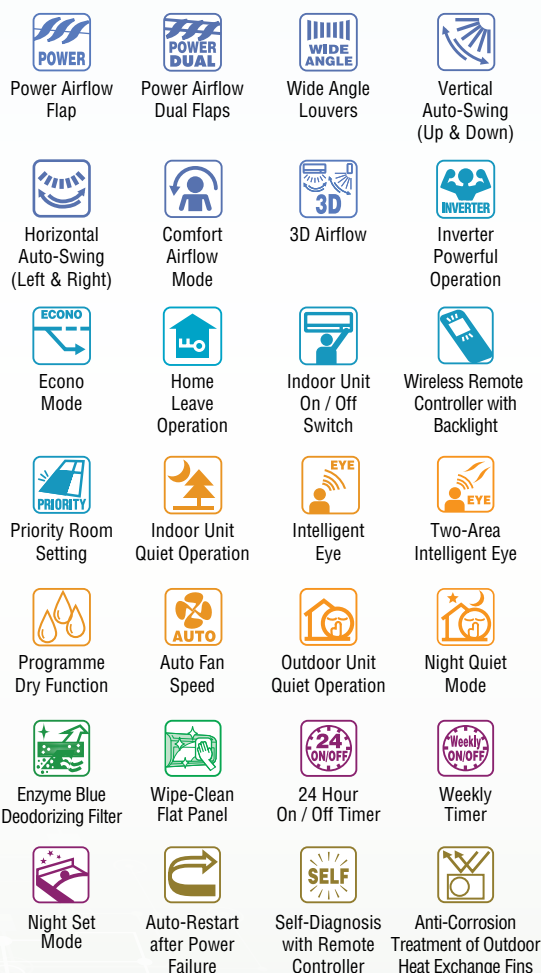 POWER
Power Airflow
Flap
POWER
DUAL
Power Airflow
Dual Flaps
WIDE
ANGLE
Wide Angle
Louvers
Vertical
Auto-Swing
(Up & Down)
Horizontal
Auto-Swing
(Left & Right)
Comfort
Airflow
Mode
3D
3D Airflow
INVERTER
Inverter
Powerful
Operation
ECONO
Econo
Mode
Home
Leave
Operation
Indoor Unit
On / Off
Switch
Wireless Remote
Controller with
Backlight
PRIORITY
Priority Room
Setting
Indoor Unit
Quiet Operation
EYE
Intelligent
Eye
EYE
Two-Area
Intelligent Eye
Programme
Dry Function
AUTO
Auto Fan
Speed
Outdoor Unit
Quiet Operation
Night Quiet
Mode
Enzyme Blue
Deodorizing Filter
Wipe-Clean
Flat Panel
24
ON/OFF
24 Hour
On / Off Timer
Weekly
ON/OFF
Weekly
Timer
Night Set
Mode
Auto-Restart
after Power
Failure
SELF
Self-Diagnosis
with Remote
Controller
Anti-Corrosion
Treatment of Outdoor
Heat Exchange Fins